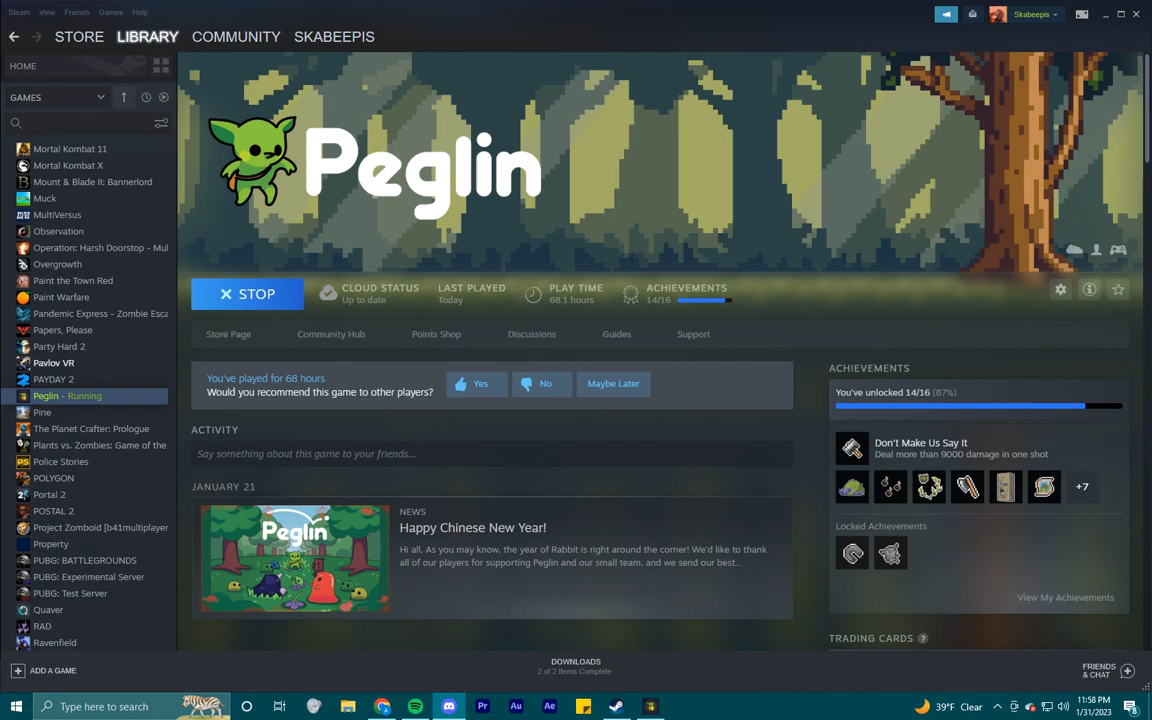 Steam View Friends Games Help
Skabeepis
STORE LIBRARY COMMUNITY SKABEEPIS
HOME
GAMES
Mortal Kombat 11
Mortal Kombat X
Mount & Blade II: Bannerlord
Muck
MultiVersus
Observation
Operation: Harsh Doorstop - Mul
Overgrowth
Paint the Town Red
Paint Warfare
Pandemic Express - Zombie Esca
Papers, Please
Party Hard 2
Pavlov VR
PAYDAY 2
Peglin - Running
Pine
The Planet Crafter: Prologue
Plants vs. Zombies: Game of the
Police Stories
POLYGON
Portal 2
POSTAL 2
Project Zomboid [b41multiplayer
Property
PUBG: BATTLEGROUNDS
PUBG: Experimental Server
PUBG: Test Server
Quaver
RAD
Ravenfield
ADD A GAME
Peglin
STOP
CLOUD STATUS
Up to date
LAST PLAYED
Today
PLAY TIME
68.1 hours
ACHIEVEMENTS
14/16
Store Page Community Hub Points Shop Discussions Guides Support
You've played for 68 hours
Would you recommend this game to other players?
Yes No Maybe Later
ACTIVITY
Say something about this game to your friends...
JANUARY 21
Peglin
NEWS
Happy Chinese New Year!
Hi all, As you may know, the year of Rabbit is right around the corner! We'd like to thank
all of our players for supporting Peglin and our small team, and we send our best...
ACHIEVEMENTS
You've unlocked 14/16 (87%)
Don't Make Us Say It
Deal more than 9000 damage in one shot
+7
Locked Achievements
View My Achievements
TRADING CARDS ?
DOWNLOADS
2 of 2 Items Complete
FRIENDS
& CHAT
Type here to search
Pr Au Ae
39°F Clear
11:58 PM
1/31/2023
8